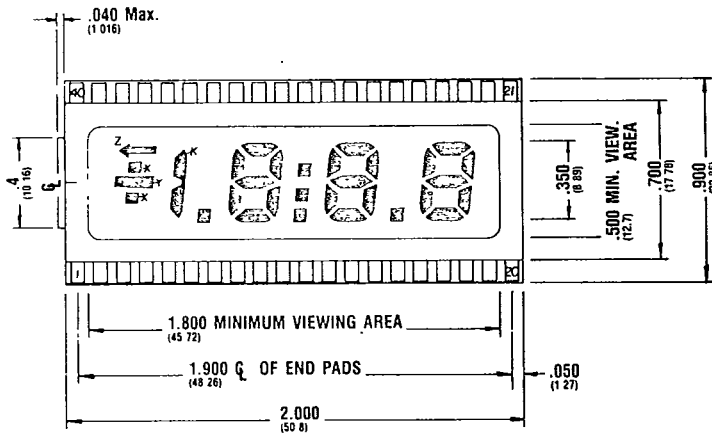 .040 Max.
(1 016)
40
21
Z
K
X
Y
X
.4
(10 16)
C̲L
.350
(8 89)
.500 MIN. VIEW.
AREA
(12.7)
.700
(17 78)
.900
1
20
1.800 MINIMUM VIEWING AREA
(45 72)
1.900 ℄ OF END PADS
(48 26)
.050
(1 27)
2.000
(50 8)